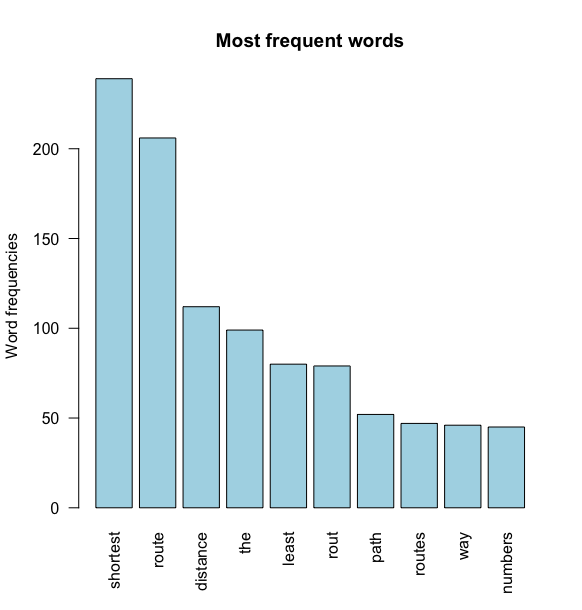 Most frequent words
Word frequencies
200
150
100
50
0
shortest
route
distance
the
least
rout
path
routes
way
numbers